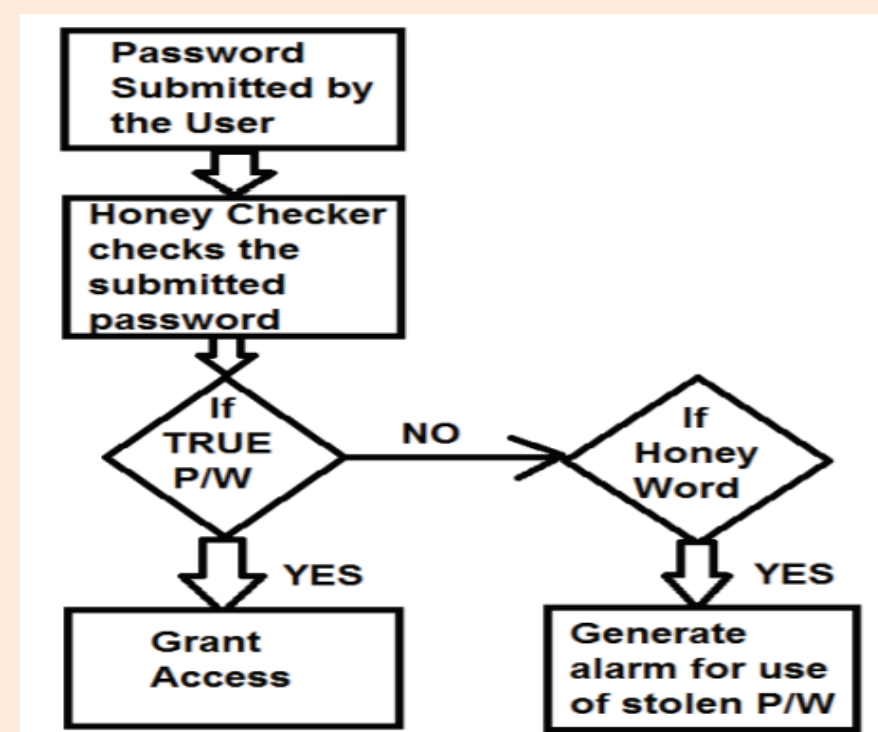 Password
Submitted by
the User
Honey Checker
checks the
submitted
password
If
TRUE
P/W
NO
If
Honey
Word
YES
YES
Grant
Access
Generate
alarm for use
of stolen P/W